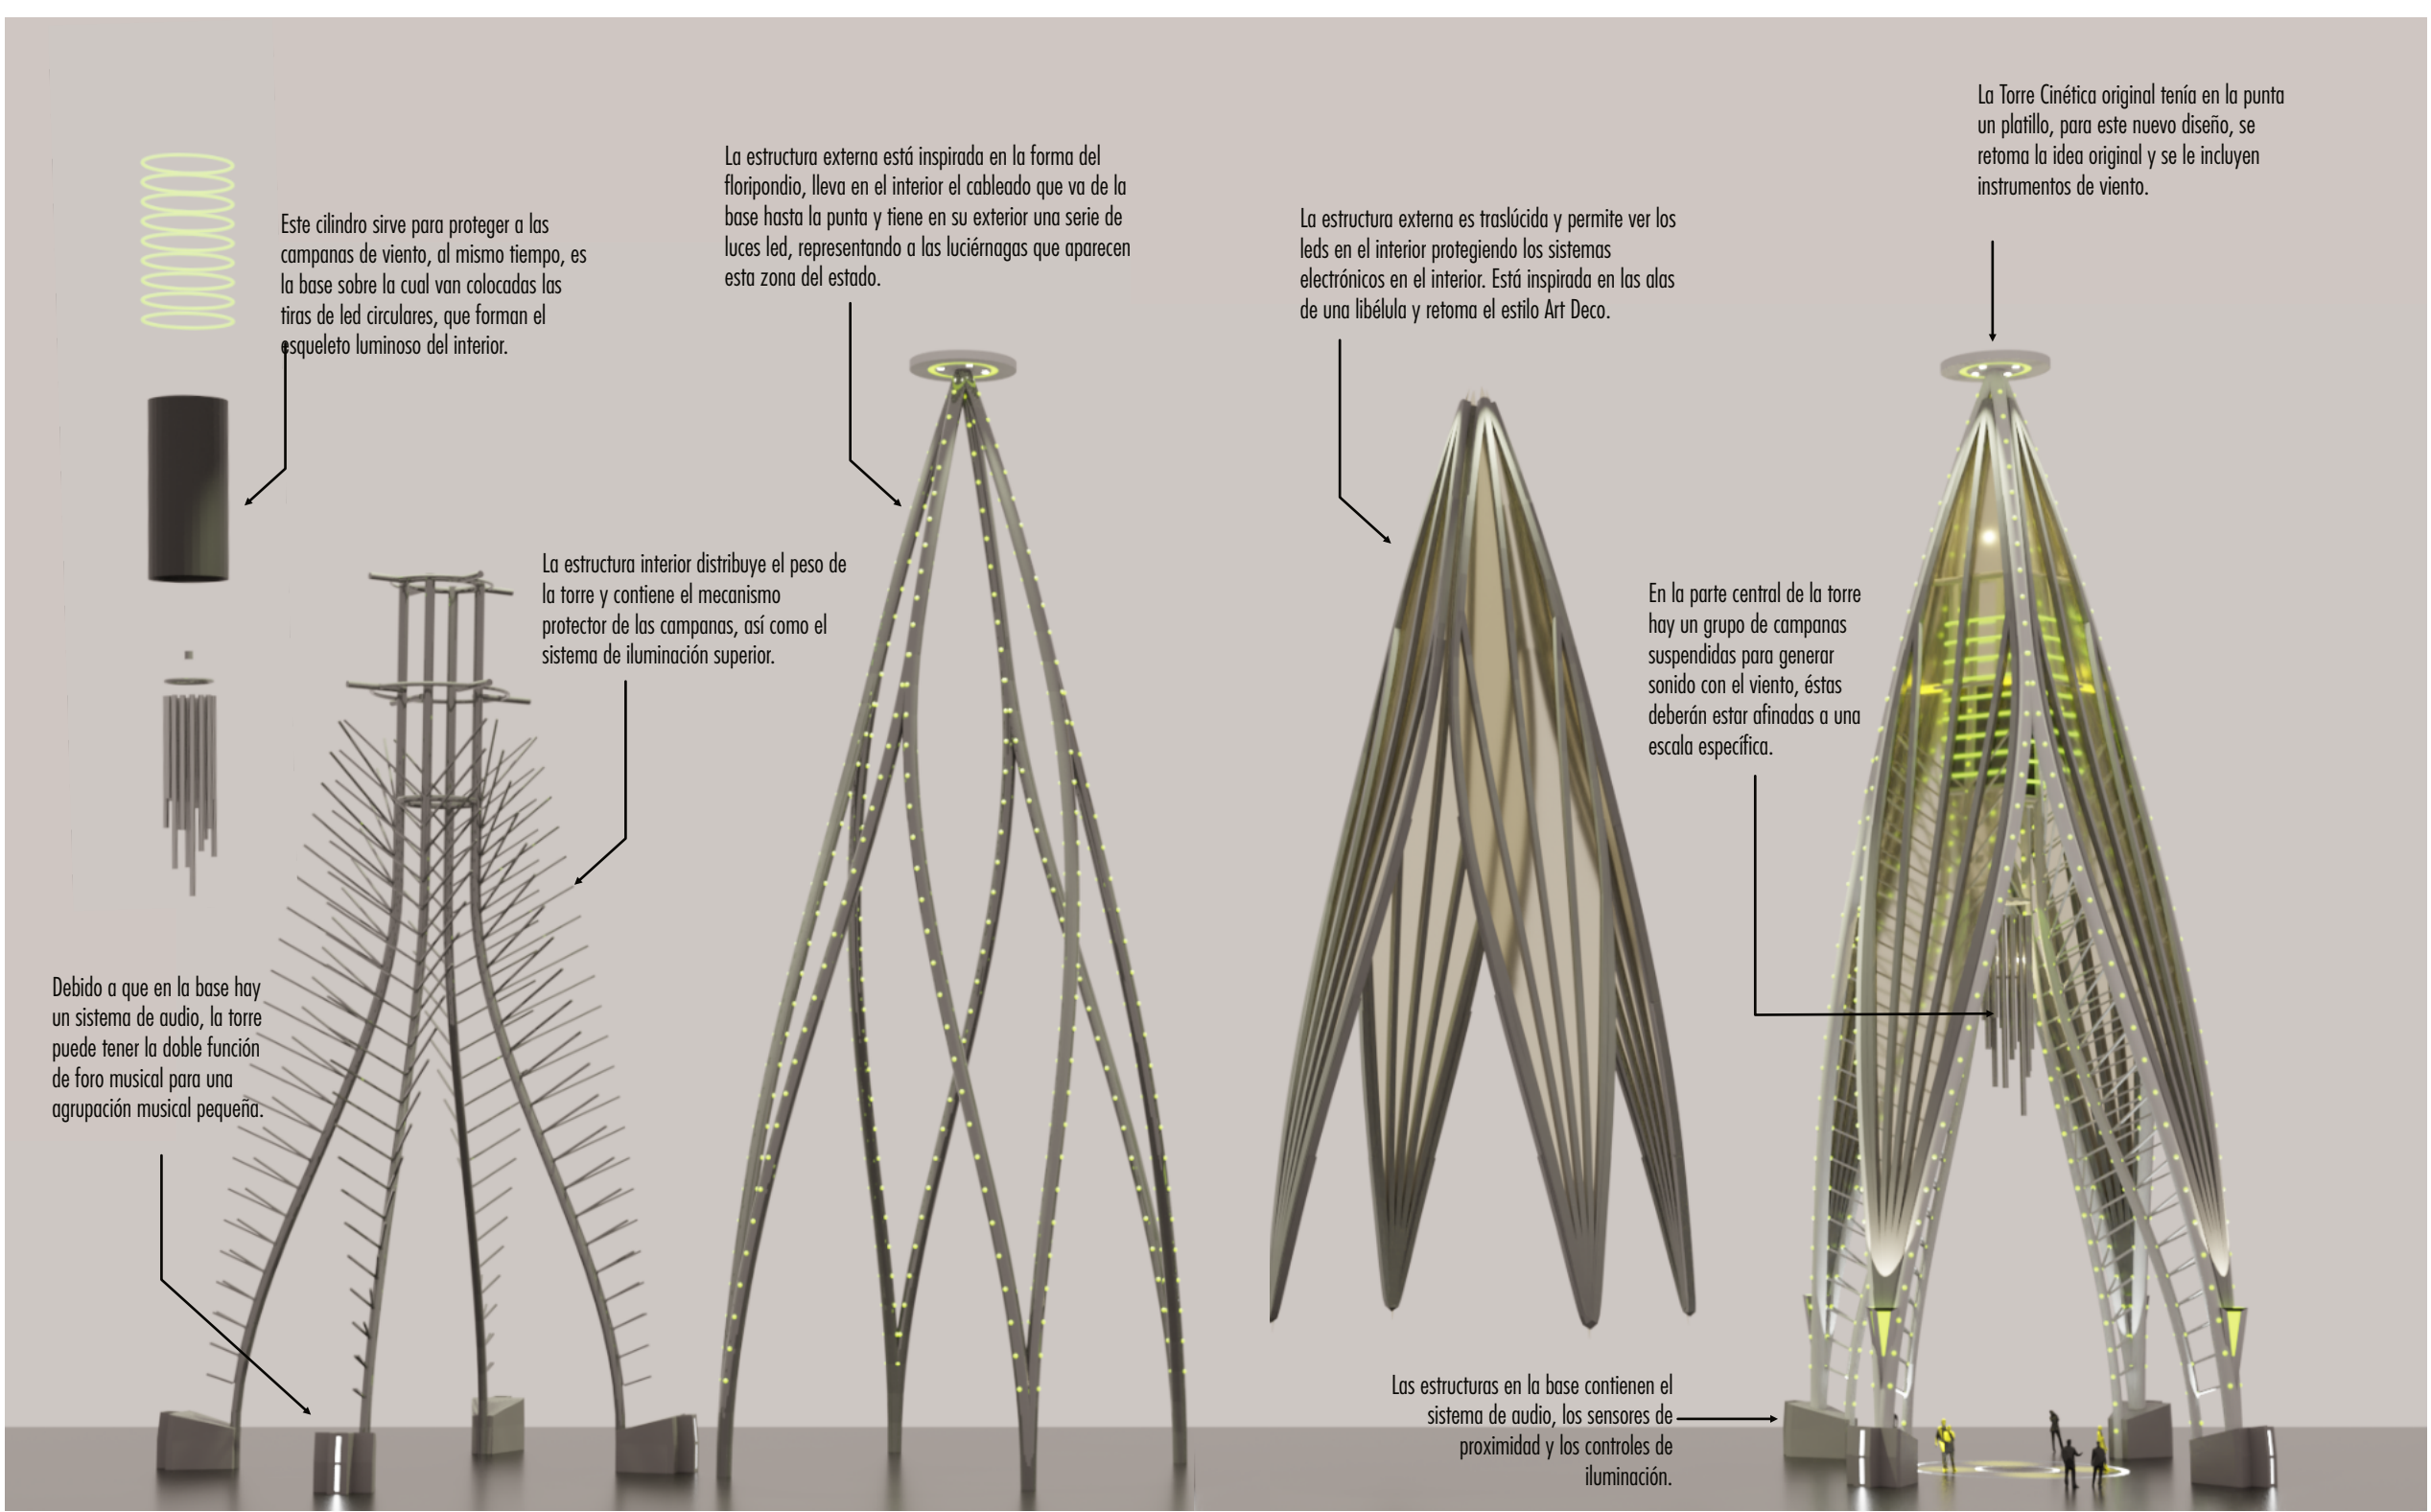 Este cilindro sirve para proteger a las
campanas de viento, al mismo tiempo, es
la base sobre la cual van colocadas las
tiras de led circulares, que forman el
esqueleto luminoso del interior.
La estructura interior distribuye el peso de
la torre y contiene el mecanismo
protector de las campanas, así como el
sistema de iluminación superior.
Debido a que en la base hay
un sistema de audio, la torre
puede tener la doble función
de foro musical para una
agrupación musical pequeña.
La estructura externa está inspirada en la forma del
floripondio, lleva en el interior el cableado que va de la
base hasta la punta y tiene en su exterior una serie de
luces led, representando a las luciérnagas que aparecen
esta zona del estado.
La estructura externa es traslúcida y permite ver los
leds en el interior protegiendo los sistemas
electrónicos en el interior. Está inspirada en las alas
de una libélula y retoma el estilo Art Deco.
La Torre Cinética original tenía en la punta
un platillo, para este nuevo diseño, se
retoma la idea original y se le incluyen
instrumentos de viento.
En la parte central de la torre
hay un grupo de campanas
suspendidas para generar
sonido con el viento, éstas
deberán estar afinadas a una
escala específica.
Las estructuras en la base contienen el
sistema de audio, los sensores de
proximidad y los controles de
iluminación.